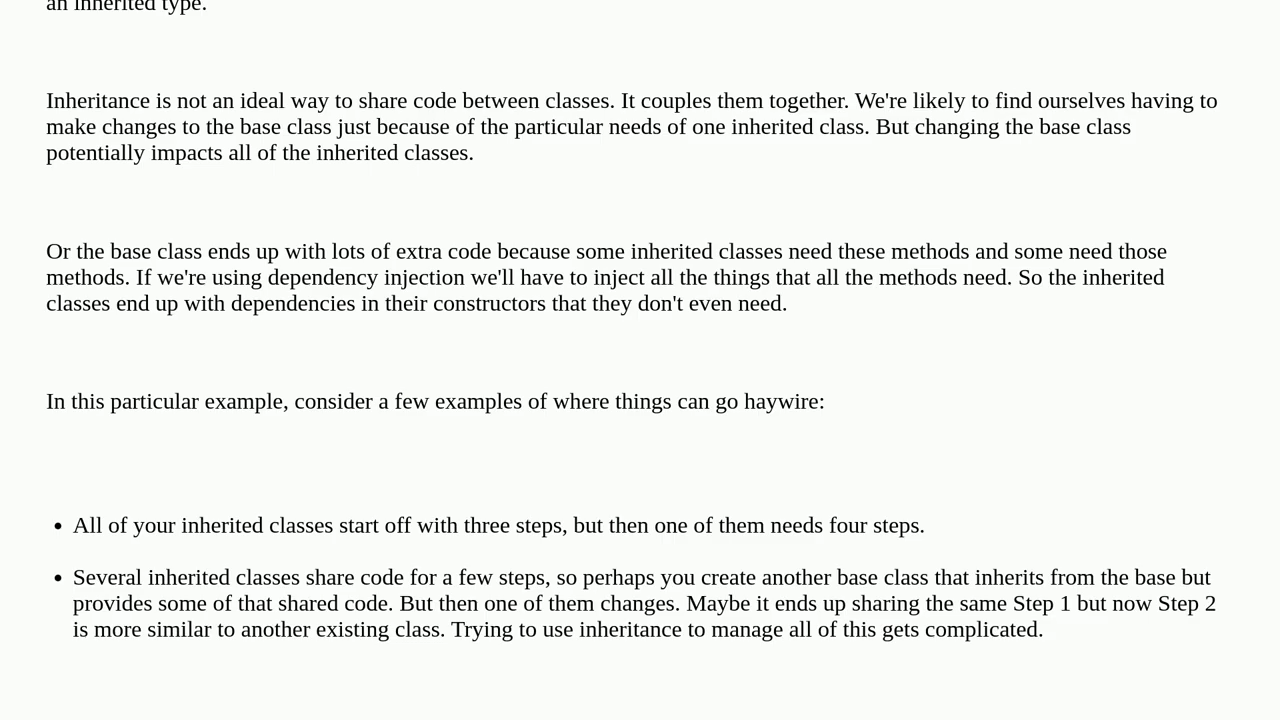 an inherited type.
Inheritance is not an ideal way to share code between classes. It couples them together. We're likely to find ourselves having to
make changes to the base class just because of the particular needs of one inherited class. But changing the base class
potentially impacts all of the inherited classes.
Or the base class ends up with lots of extra code because some inherited classes need these methods and some need those
methods. If we're using dependency injection we'll have to inject all the things that all the methods need. So the inherited
classes end up with dependencies in their constructors that they don't even need.
In this particular example, consider a few examples of where things can go haywire:
• All of your inherited classes start off with three steps, but then one of them needs four steps.
• Several inherited classes share code for a few steps, so perhaps you create another base class that inherits from the base but
provides some of that shared code. But then one of them changes. Maybe it ends up sharing the same Step 1 but now Step 2
is more similar to another existing class. Trying to use inheritance to manage all of this gets complicated.